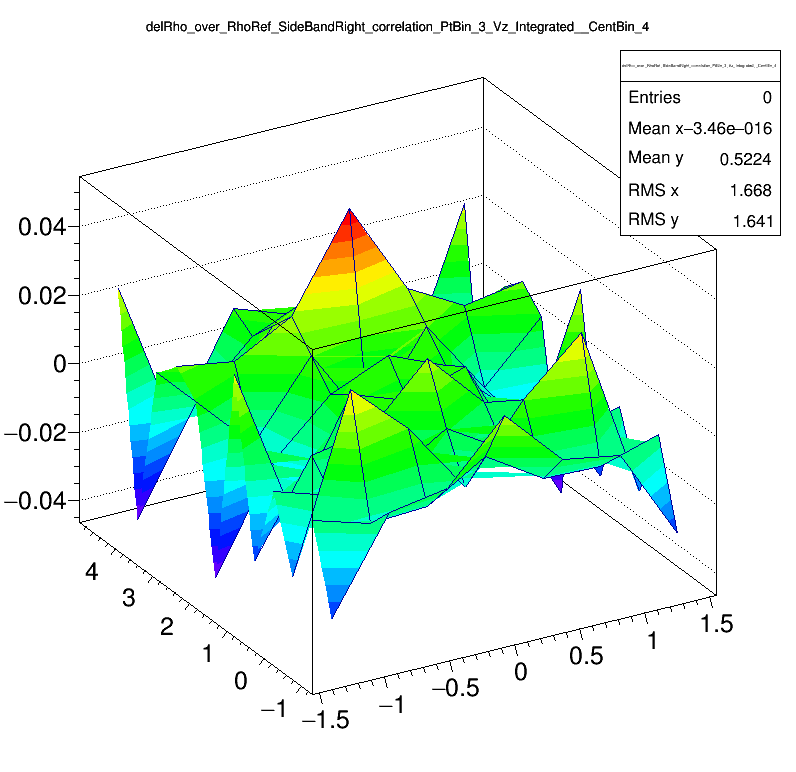 delRho_over_RhoRef_SideBandRight_correlation_PtBin_3_Vz_Integrated__CentBin_4
delRho_over_RhoRef_SideBandRight_correlation_PtBin_3_Vz_Integrated__CentBin_4
Entries 0
Mean x −3.46e−016
Mean y 0.5224
RMS x 1.668
RMS y 1.641
0.04
0.02
0
−0.02
−0.04
4
3
2
1
0
−1
−1.5
−1
−0.5
0
0.5
1
1.5